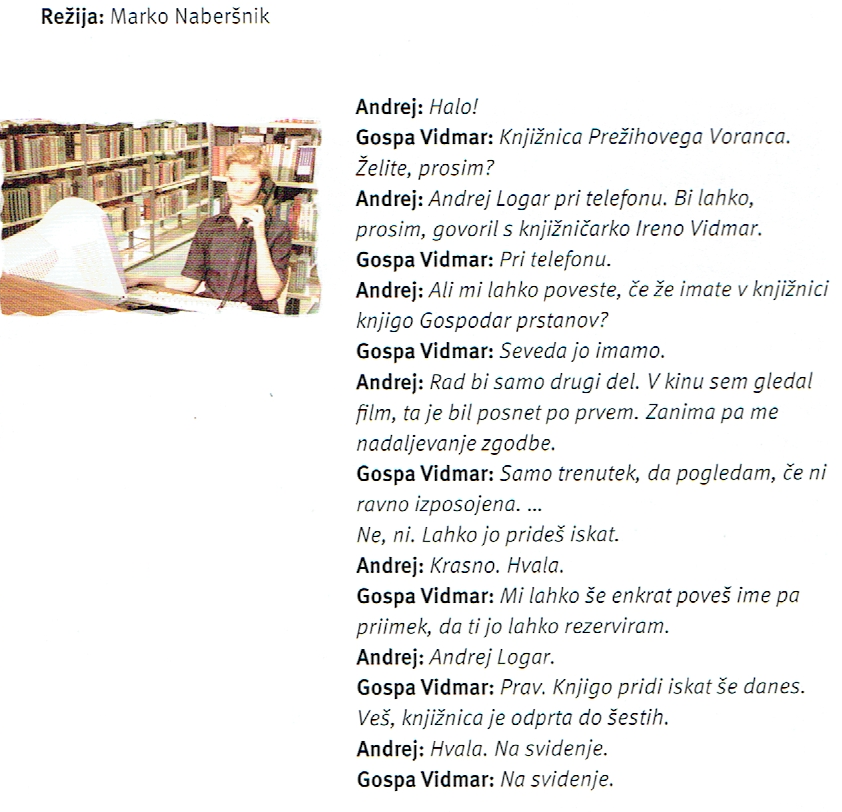 Režija: Marko Naberšnik
Andrej: Halo!
Gospa Vidmar: Knjižnica Prežihovega Voranca.
Želite, prosim?
Andrej: Andrej Logar pri telefonu. Bi lahko,
prosim, govoril s knjižničarko Ireno Vidmar.
Gospa Vidmar: Pri telefonu.
Andrej: Ali mi lahko poveste, če že imate v knjižnici
knjigo Gospodar prstanov?
Gospa Vidmar: Seveda jo imamo.
Andrej: Rad bi samo drugi del. V kinu sem gledal
film, ta je bil posnet po prvem. Zanima pa me
nadaljevanje zgodbe.
Gospa Vidmar: Samo trenutek, da pogledam, če ni
ravno izposojena. ...
Ne, ni. Lahko jo prideš iskat.
Andrej: Krasno. Hvala.
Gospa Vidmar: Mi lahko še enkrat poveš ime pa
priimek, da ti jo lahko rezerviram.
Andrej: Andrej Logar.
Gospa Vidmar: Prav. Knjigo pridi iskat še danes.
Veš, knjižnica je odprta do šestih.
Andrej: Hvala. Na svidenje.
Gospa Vidmar: Na svidenje.